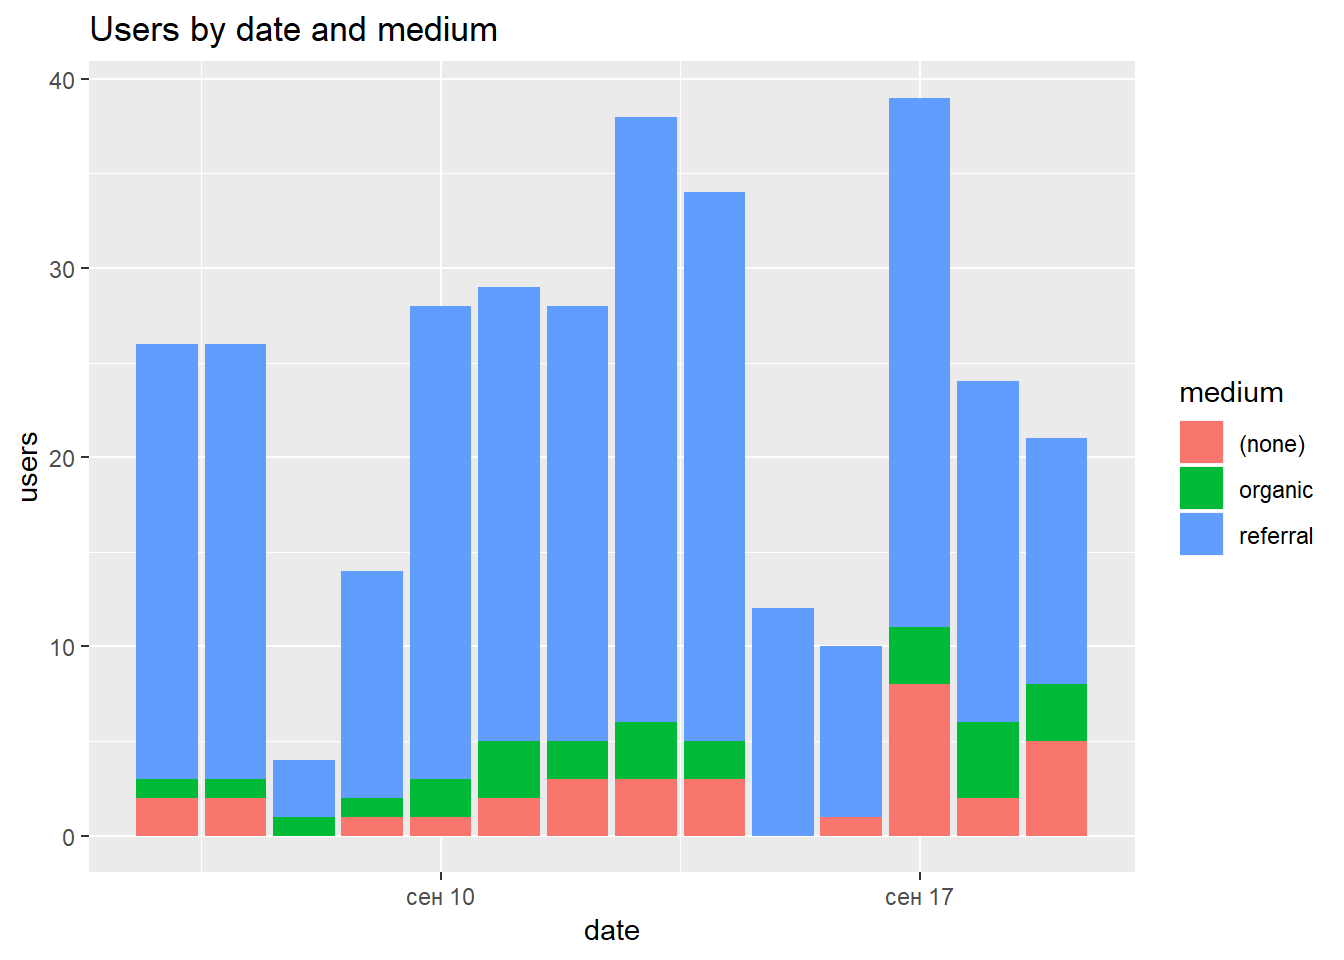 Users by date and medium
40
30
20
10
0
users
сен 10
сен 17
date
medium
(none)
organic
referral